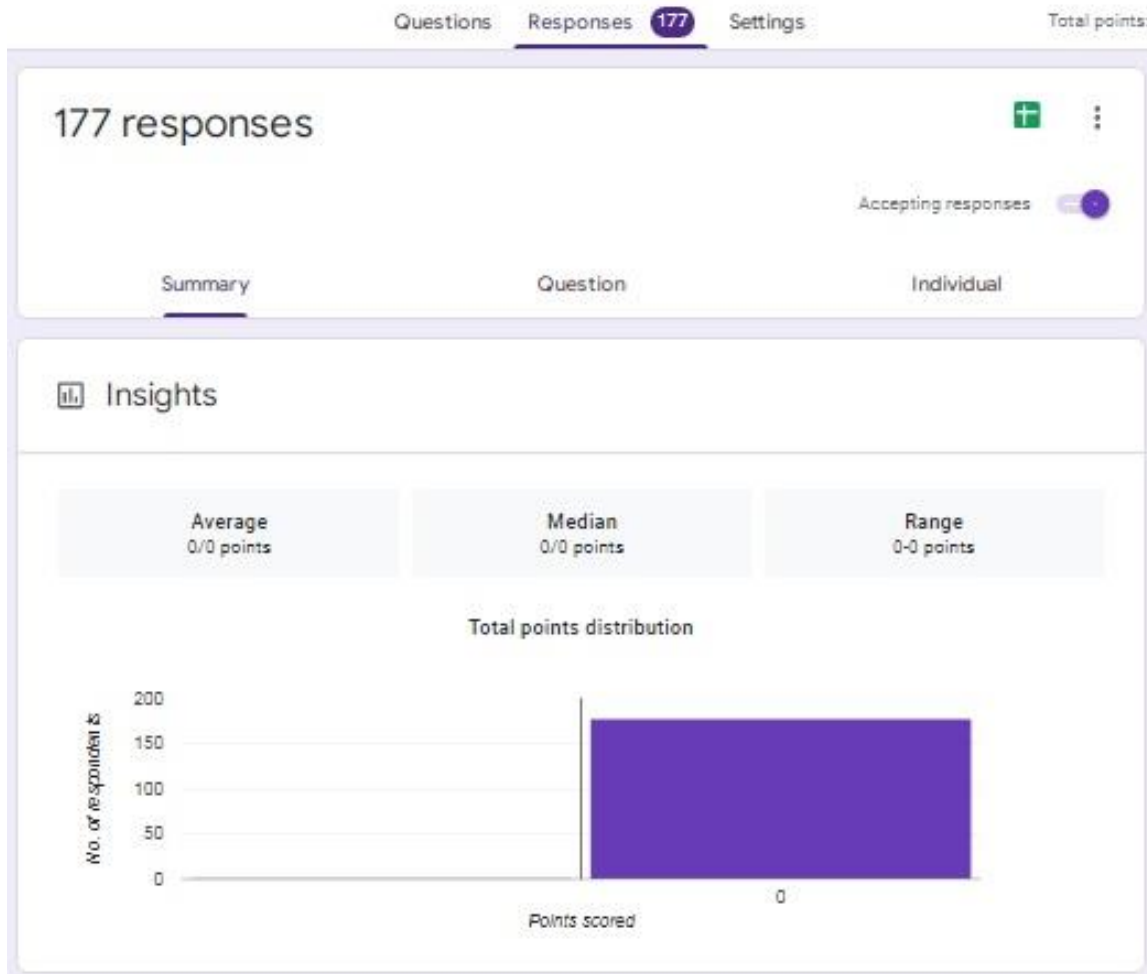 Questions Responses 177 Settings Total points
177 responses
Accepting responses
Summary Question Individual
Insights
Average Median Range
0/0 points 0/0 points 0-0 points
Total points distribution
200
150
100
50
0
No. of respondents
0
Points scored